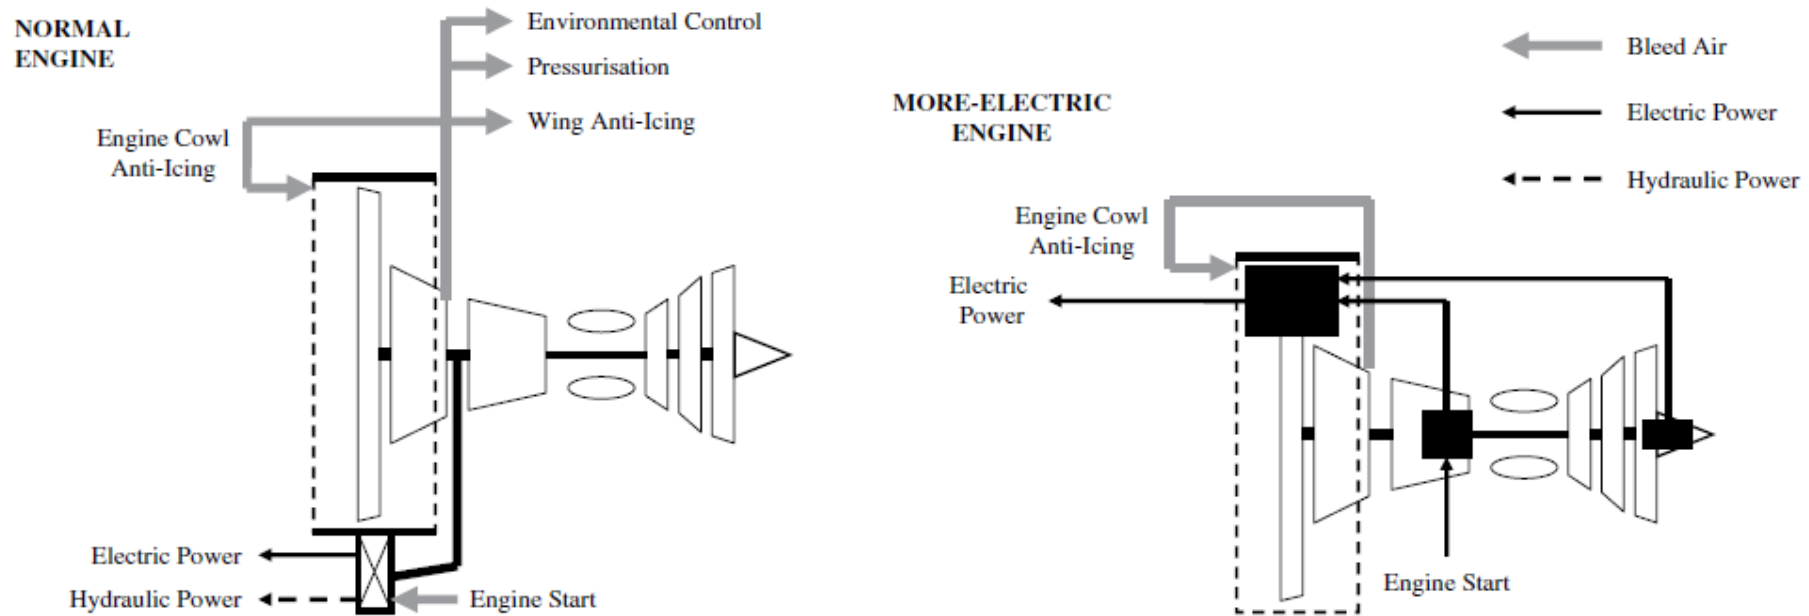 NORMAL
ENGINE
Environmental Control
Pressurisation
Wing Anti-Icing
Engine Cowl
Anti-Icing
Electric Power
Hydraulic Power
Engine Start
MORE-ELECTRIC
ENGINE
Engine Cowl
Anti-Icing
Electric
Power
Engine Start
Bleed Air
Electric Power
Hydraulic Power